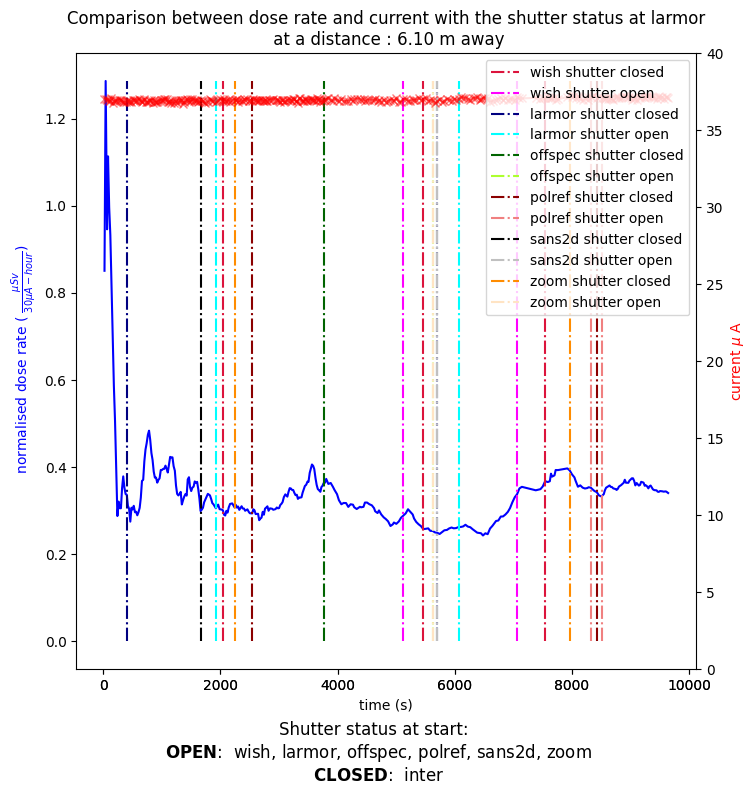 Comparison between dose rate and current with the shutter status at larmor
at a distance : 6.10 m away
normalised dose rate ( μSv / 30μA − hour )
1.2
1.0
0.8
0.6
0.4
0.2
0.0
wish shutter closed
wish shutter open
larmor shutter closed
larmor shutter open
offspec shutter closed
offspec shutter open
polref shutter closed
polref shutter open
sans2d shutter closed
sans2d shutter open
zoom shutter closed
zoom shutter open
40
35
30
25
20
15
10
5
0
current μ A
0 2000 4000 6000 8000 10000
time (s)
Shutter status at start:
OPEN: wish, larmor, offspec, polref, sans2d, zoom
CLOSED: inter